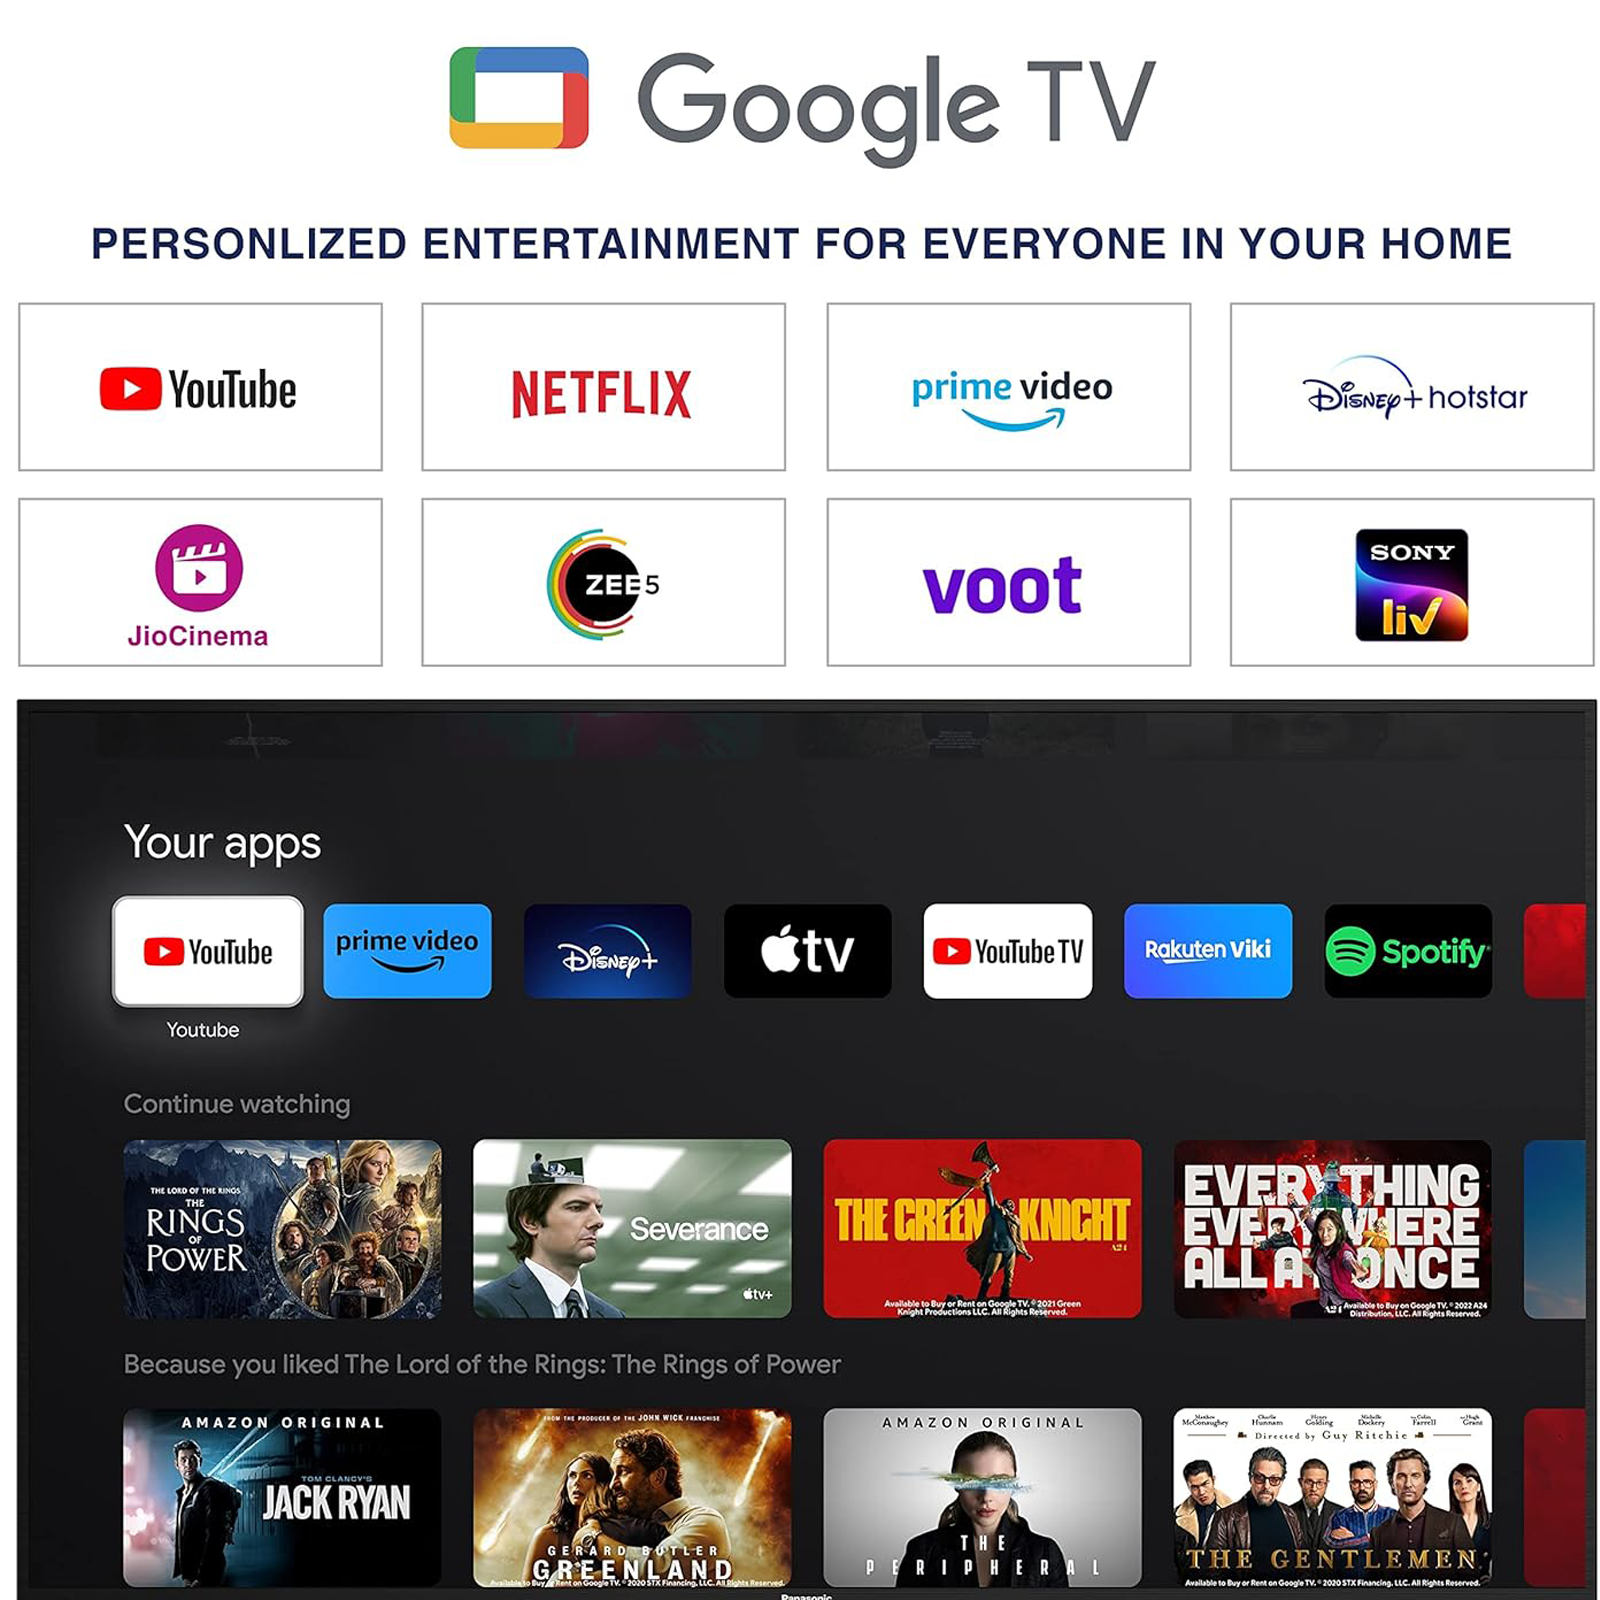 Google TV
PERSONLIZED ENTERTAINMENT FOR EVERYONE IN YOUR HOME
YouTube
NETFLIX
prime video
Disney+ hotstar
JioCinema
ZEE5
voot
SONY
liv
Your apps
YouTube
prime video
Disney+
tv
YouTube TV
Rakuten Viki
Spotify
Youtube
Continue watching
THE LORD OF THE RINGS
THE
RINGS
OF
POWER
Severance
tv+
THE GREEN KNIGHT
A24
Available to Buy or Rent on Google TV. © 2021 Green
Knight Productions LLC. All Rights Reserved.
EVERYTHING
EVERYWHERE
ALL AT ONCE
A24 Available to Buy on Google TV. © 2022 A24
Distribution, LLC. All Rights Reserved.
Because you liked The Lord of the Rings: The Rings of Power
AMAZON ORIGINAL
TOM CLANCY'S
JACK RYAN
FROM THE PRODUCER OF THE JOHN WICK FRANCHISE
GERARD BUTLER
GREENLAND
Available to Buy or Rent on Google TV. © 2020 STX Financing, LLC. All Rights Reserved.
AMAZON ORIGINAL
THE
PERIPHERAL
Matthew McConaughey Charlie Hunnam Henry Golding Michelle Dockery Colin Farrell Hugh Grant
Directed by Guy Ritchie
THE GENTLEMEN
Available to Buy or Rent on Google TV. © 2020 STX Financing, LLC. All Rights Reserved.
Panasonic